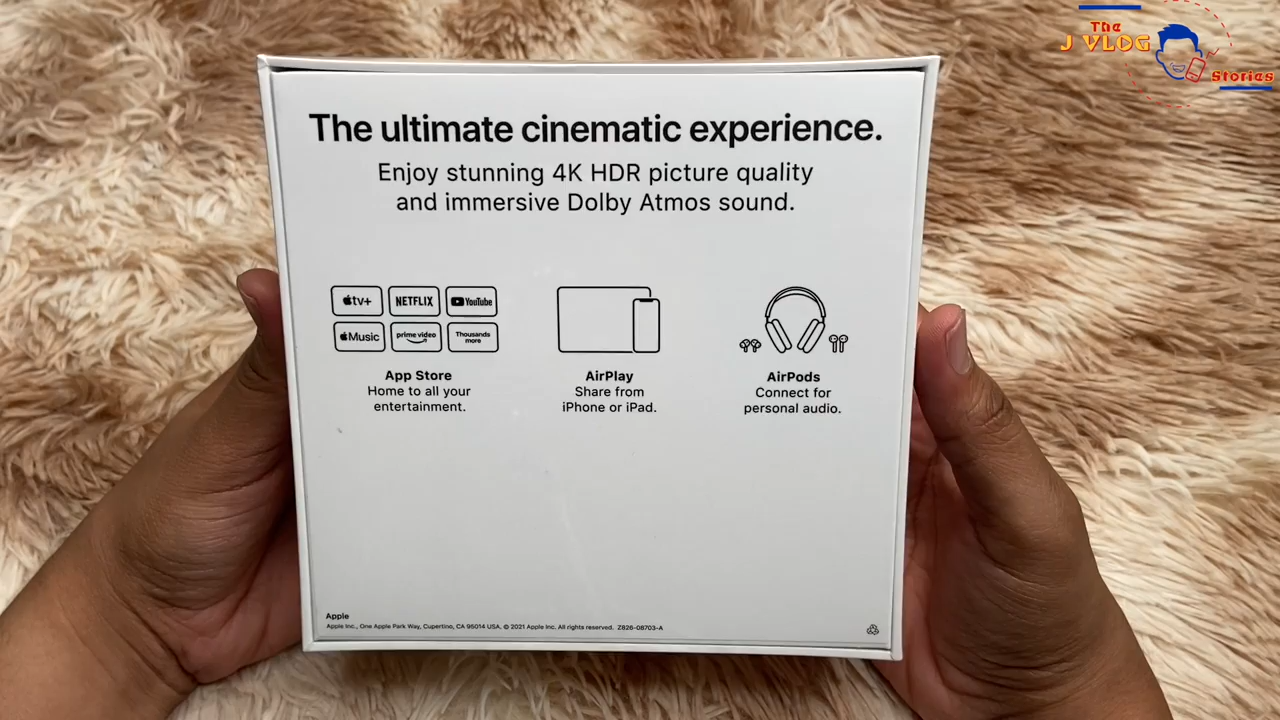 The
J VLOG
Stories
The ultimate cinematic experience.
Enjoy stunning 4K HDR picture quality
and immersive Dolby Atmos sound.
tv+
NETFLIX
YouTube
Music
prime video
Thousands
more
App Store
Home to all your
entertainment.
AirPlay
Share from
iPhone or iPad.
AirPods
Connect for
personal audio.
Apple
Apple Inc., One Apple Park Way, Cupertino, CA 95014 USA. © 2021 Apple Inc. All rights reserved. Z826-08703-A